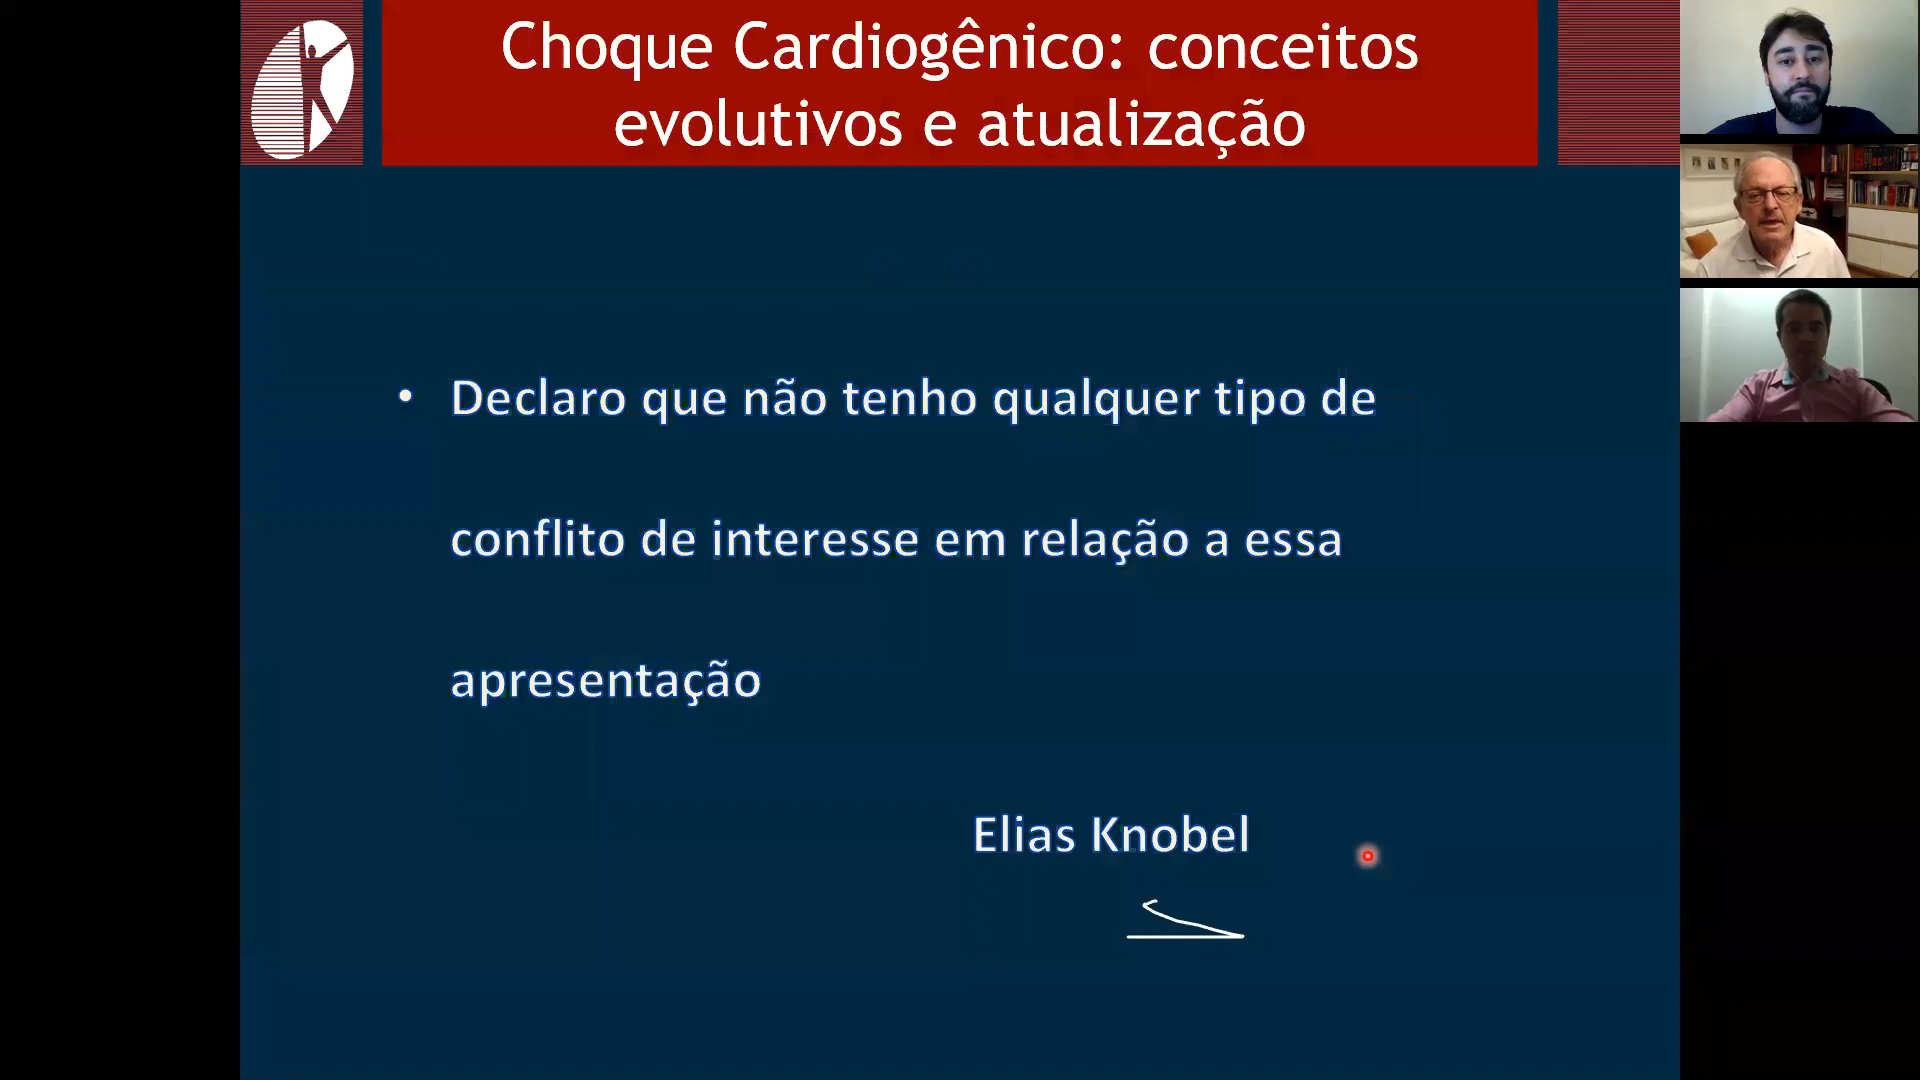 Choque Cardiogênico: conceitos
evolutivos e atualização
• Declaro que não tenho qualquer tipo de
conflito de interesse em relação a essa
apresentação
Elias Knobel